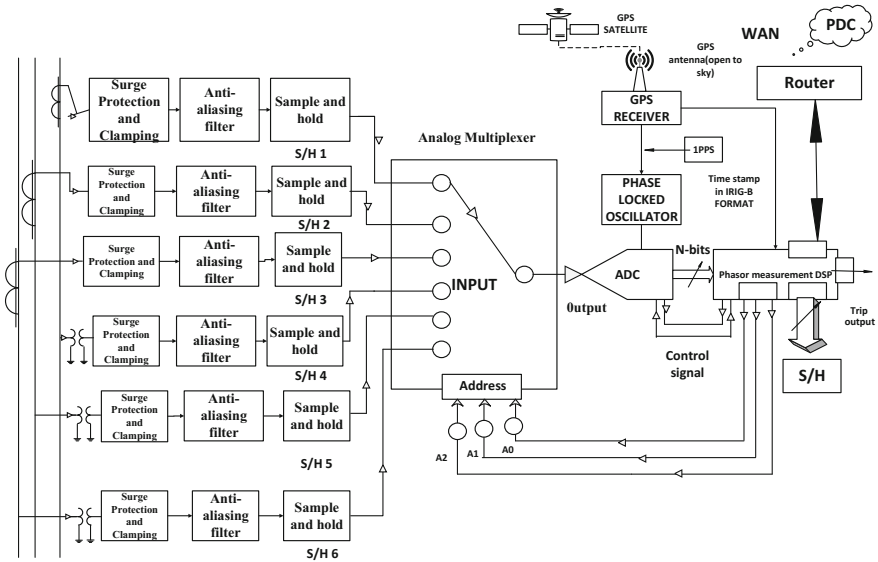 GPS
SATELLITE
WAN
PDC
GPS
antenna(open to
sky)
Router
GPS
RECEIVER
1PPS
PHASE
LOCKED
OSCILLATOR
Time stamp
in IRIG-B
FORMAT
Surge
Protection
and
Clamping
Anti-
aliasing
filter
Sample and
hold
S/H 1
Analog Multiplexer
Surge
Protection
and
Clamping
Anti-
aliasing
filter
Sample and
hold
S/H 2
Surge
Protection and
Clamping
Anti-
aliasing
filter
Sample
and hold
S/H 3
INPUT
0utput
ADC
N-bits
Phasor measurement DSP
Trip
output
Control
signal
S/H
Surge
Protection
and
Clamping
Anti-
aliasing
filter
Sample and
hold
S/H 4
Address
A2
A1
A0
Surge
Protection
and
Clamping
Anti-
aliasing
filter
Sample
and hold
S/H 5
Surge
Protection
and
Clamping
Anti-
aliasing
filter
Sample
and hold
S/H 6